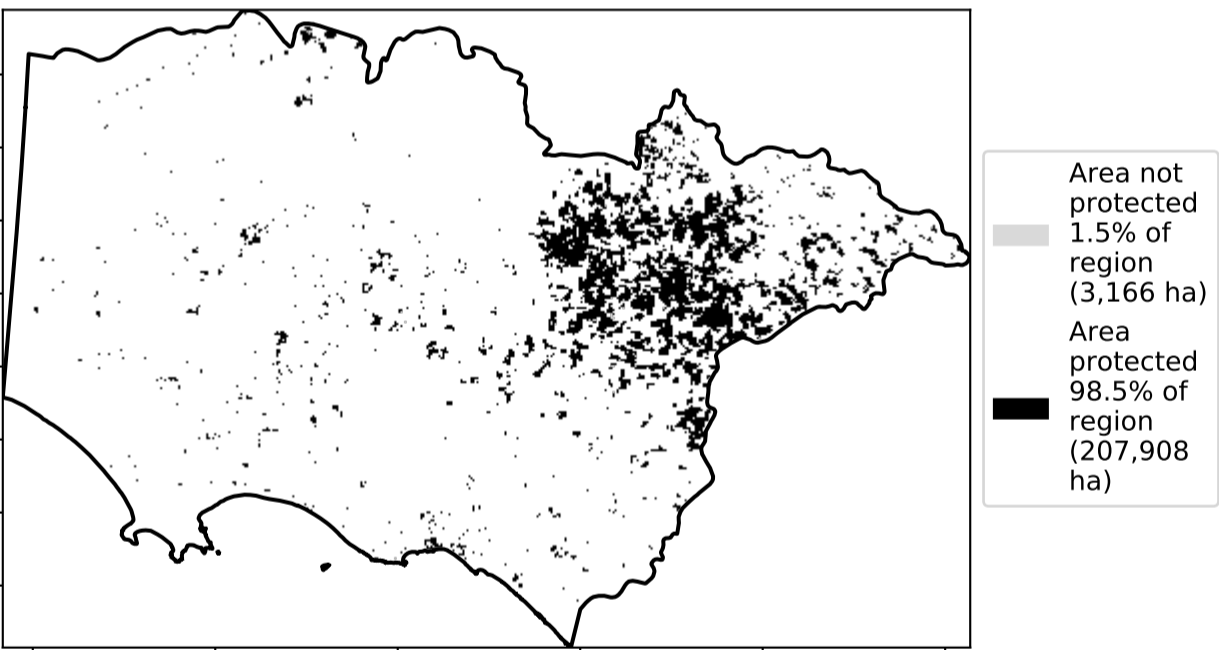 Area not
protected
1.5% of
region
(3,166 ha)
Area
protected
98.5% of
region
(207,908
ha)